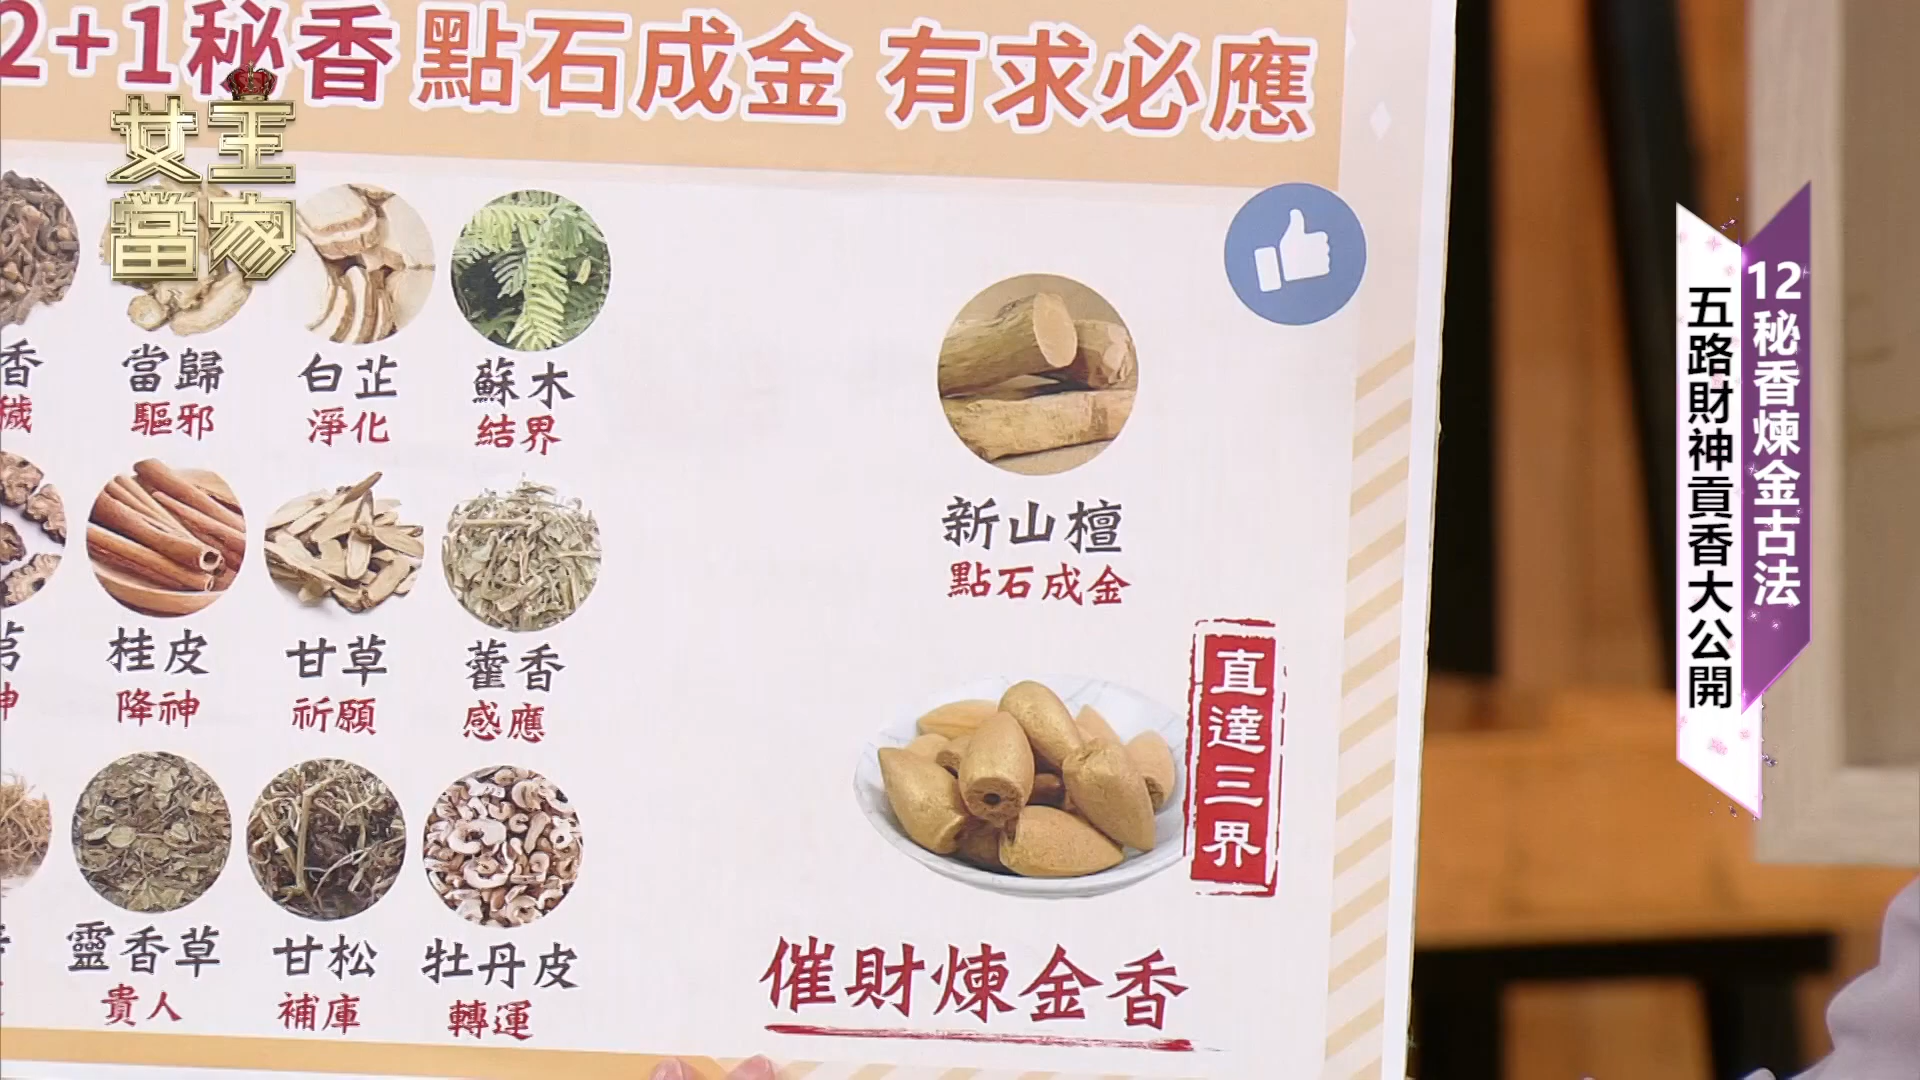 2+1秘香 點石成金 有求必應
女王當家
香 當歸 白芷 蘇木
穢 驅邪 淨化 結界
桂皮 甘草 藿香
神 降神 祈願 感應
靈香草 甘松 牡丹皮
貴人 補庫 轉運
新山檀
點石成金
直達三界
催財煉金香
12秘香煉金古法
五路財神貢香大公開